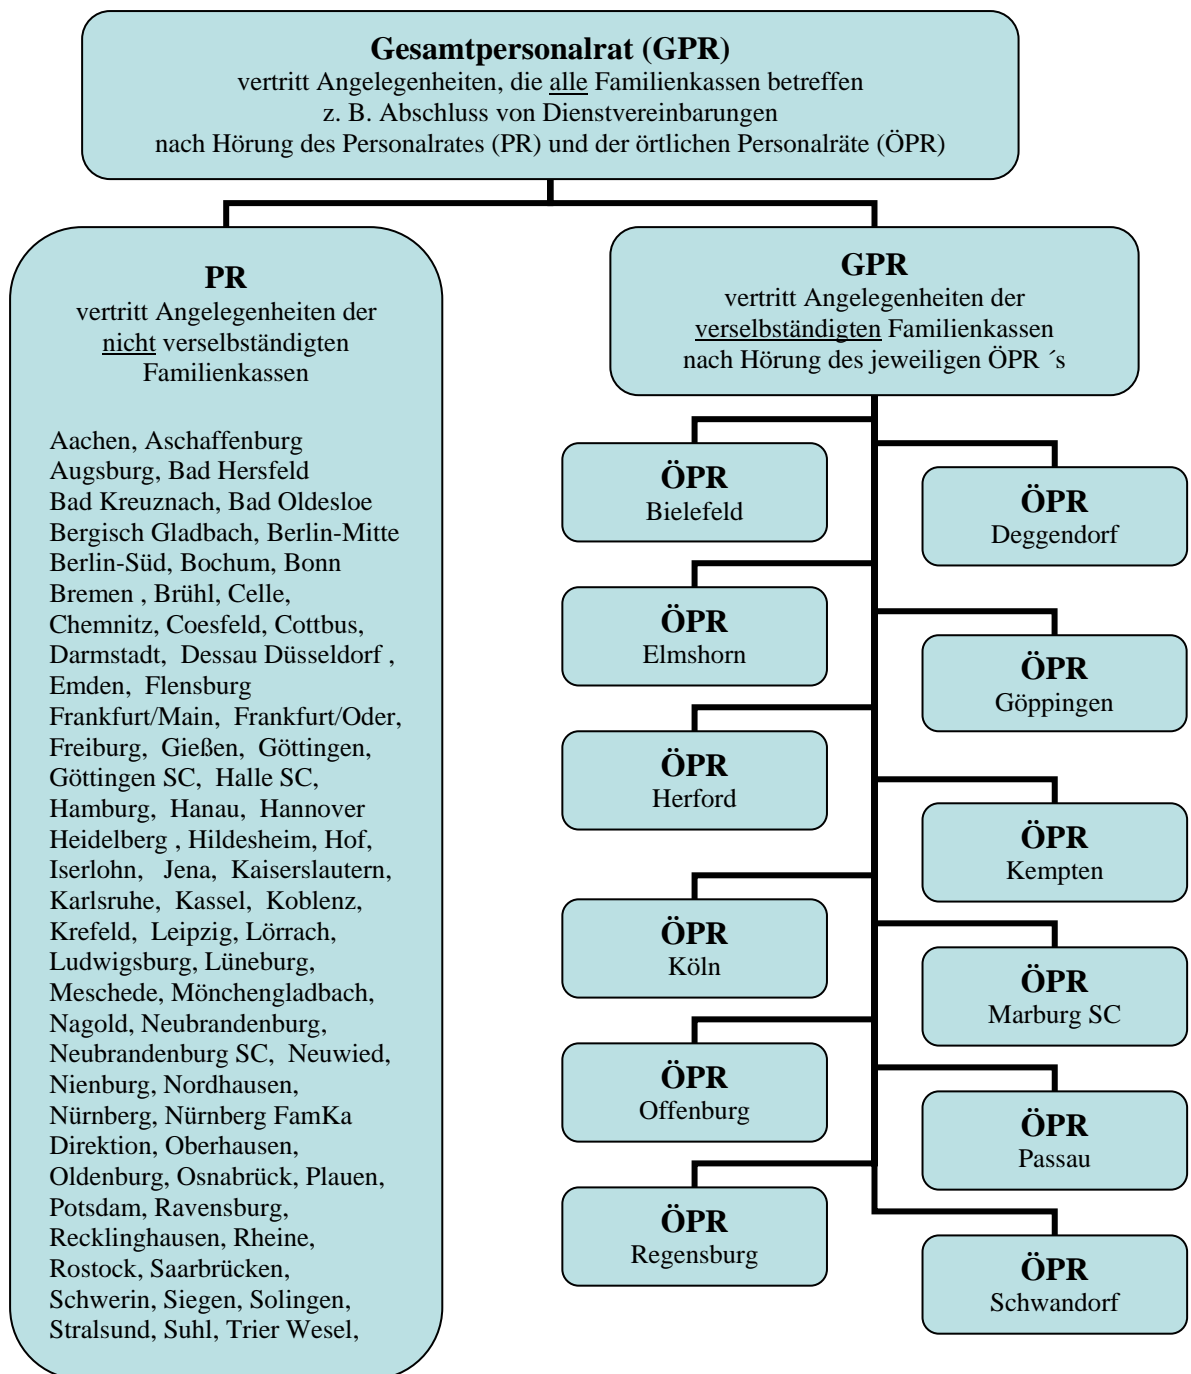 Gesamtpersonalrat (GPR)
vertritt Angelegenheiten, die alle Familienkassen betreffen
z. B. Abschluss von Dienstvereinbarungen
nach Hörung des Personalrates (PR) und der örtlichen Personalräte (ÖPR)
PR
vertritt Angelegenheiten der
nicht verselbständigten
Familienkassen
Aachen, Aschaffenburg
Augsburg, Bad Hersfeld
Bad Kreuznach, Bad Oldesloe
Bergisch Gladbach, Berlin-Mitte
Berlin-Süd, Bochum, Bonn
Bremen , Brühl, Celle,
Chemnitz, Coesfeld, Cottbus,
Darmstadt,  Dessau Düsseldorf ,
Emden,  Flensburg
Frankfurt/Main,  Frankfurt/Oder,
Freiburg,  Gießen,  Göttingen,
Göttingen SC,  Halle SC,
Hamburg,  Hanau,  Hannover
Heidelberg , Hildesheim, Hof,
Iserlohn,   Jena,  Kaiserslautern,
Karlsruhe,  Kassel,  Koblenz,
Krefeld,  Leipzig, Lörrach,
Ludwigsburg, Lüneburg,
Meschede, Mönchengladbach,
Nagold, Neubrandenburg,
Neubrandenburg SC,  Neuwied,
Nienburg, Nordhausen,
Nürnberg, Nürnberg FamKa
Direktion, Oberhausen,
Oldenburg, Osnabrück, Plauen,
Potsdam, Ravensburg,
Recklinghausen, Rheine,
Rostock, Saarbrücken,
Schwerin, Siegen, Solingen,
Stralsund, Suhl, Trier Wesel,
GPR
vertritt Angelegenheiten der
verselbständigten Familienkassen
nach Hörung des jeweiligen ÖPR ´s
ÖPR
Bielefeld
ÖPR
Deggendorf
ÖPR
Elmshorn
ÖPR
Göppingen
ÖPR
Herford
ÖPR
Kempten
ÖPR
Köln
ÖPR
Marburg SC
ÖPR
Offenburg
ÖPR
Passau
ÖPR
Regensburg
ÖPR
Schwandorf